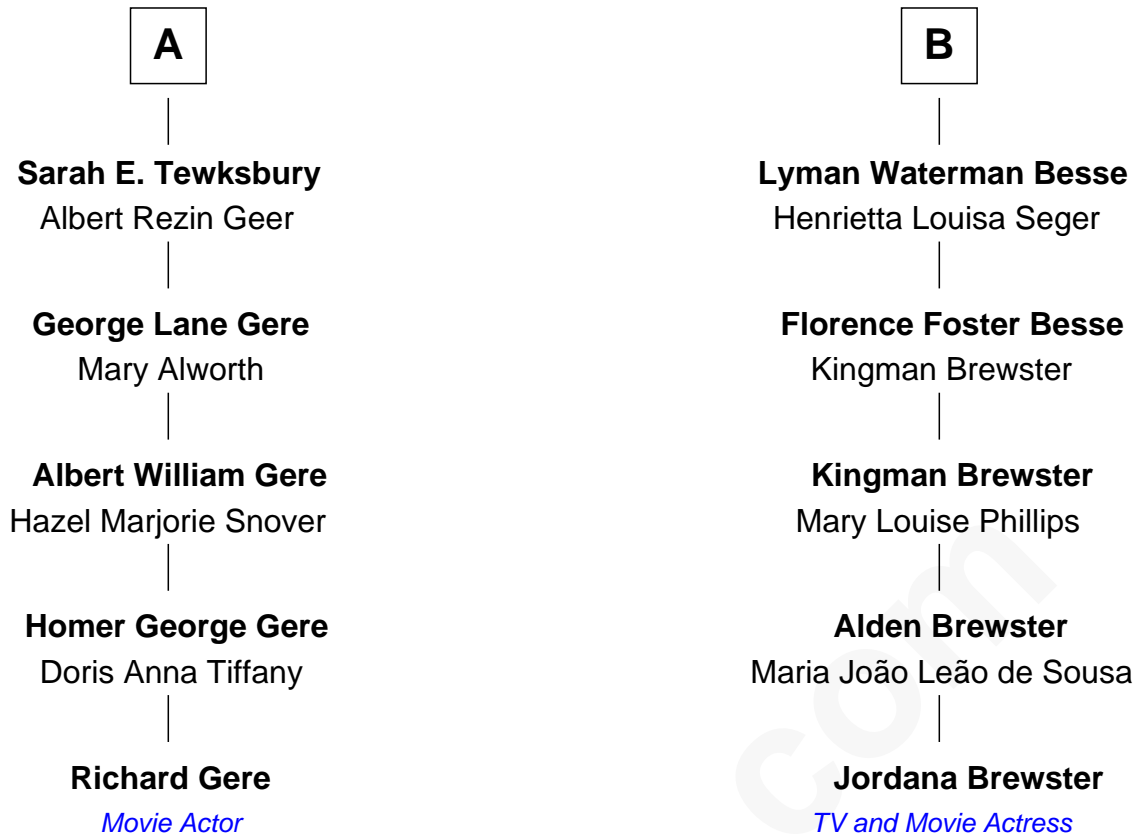 A
Sarah E. Tewksbury
Albert Rezin Geer
George Lane Gere
Mary Alworth
Albert William Gere
Hazel Marjorie Snover
Homer George Gere
Doris Anna Tiffany
Richard Gere
Movie Actor
B
Lyman Waterman Besse
Henrietta Louisa Seger
Florence Foster Besse
Kingman Brewster
Kingman Brewster
Mary Louise Phillips
Alden Brewster
Maria João Leão de Sousa
Jordana Brewster
TV and Movie Actress
com